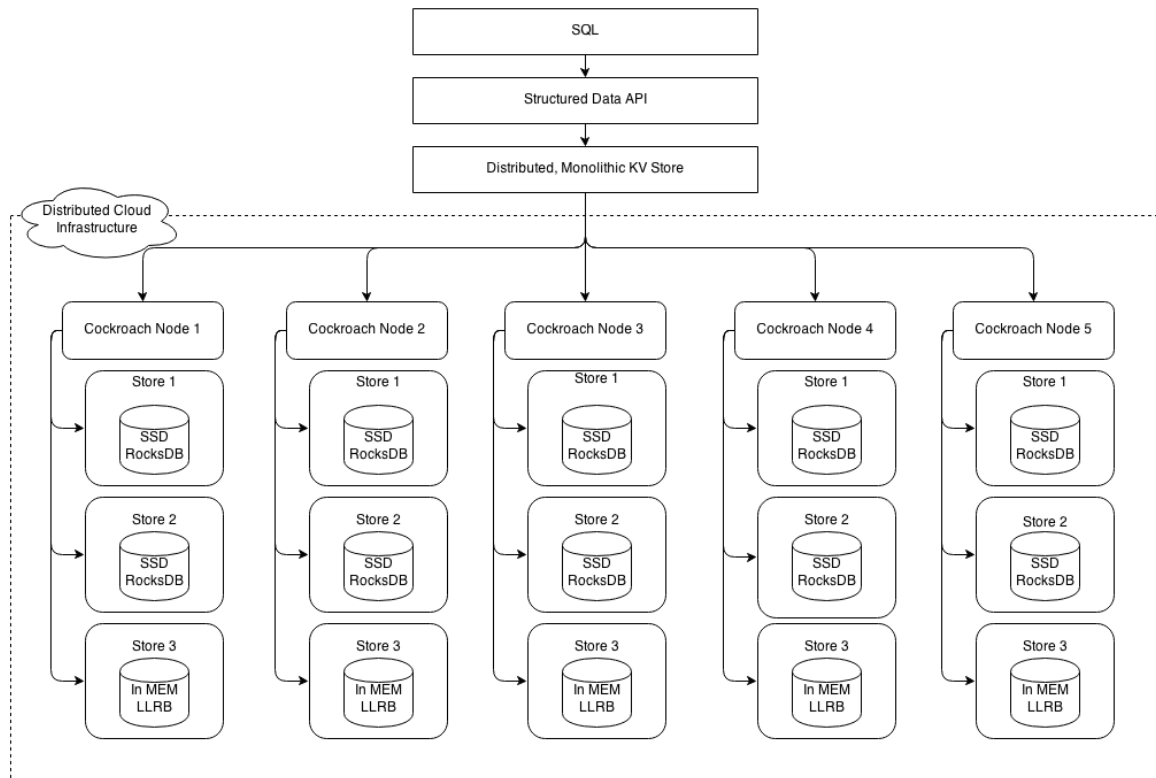 SQL
Structured Data API
Distributed, Monolithic KV Store
Distributed Cloud
Infrastructure
Cockroach Node 1
Cockroach Node 2
Cockroach Node 3
Cockroach Node 4
Cockroach Node 5
Store 1
SSD
RocksDB
Store 1
SSD
RocksDB
Store 1
SSD
RocksDB
Store 1
SSD
RocksDB
Store 1
SSD
RocksDB
Store 2
SSD
RocksDB
Store 2
SSD
RocksDB
Store 2
SSD
RocksDB
Store 2
SSD
RocksDB
Store 2
SSD
RocksDB
Store 3
In MEM
LLRB
Store 3
In MEM
LLRB
Store 3
In MEM
LLRB
Store 3
In MEM
LLRB
Store 3
In MEM
LLRB